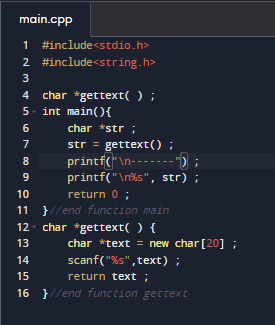 main.cpp
1 #include<stdio.h>
2 #include<string.h>
3
4 char *gettext( ) ;
5 int main(){
6 char *str ;
7 str = gettext() ;
8 printf("\n-------") ;
9 printf("\n%s", str) ;
10 return 0 ;
11 }//end function main
12 char *gettext( ) {
13 char *text = new char[20] ;
14 scanf("%s",text) ;
15 return text ;
16 }//end function gettext